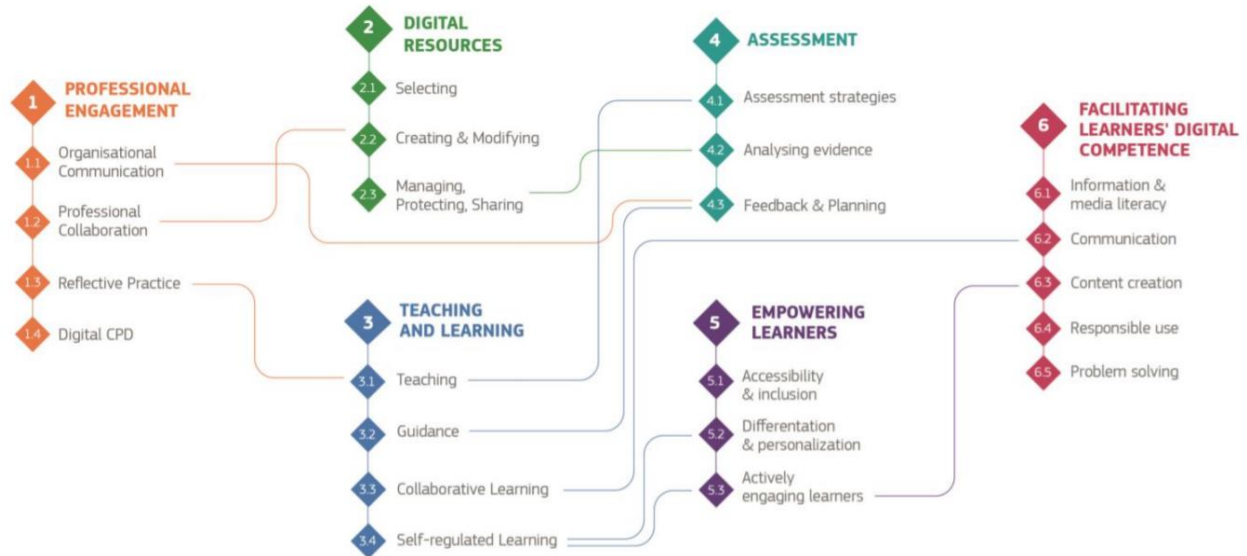 1
PROFESSIONAL
ENGAGEMENT
1.1
Organisational
Communication
1.2
Professional
Collaboration
1.3
Reflective Practice
1.4
Digital CPD
2
DIGITAL
RESOURCES
2.1
Selecting
2.2
Creating & Modifying
2.3
Managing,
Protecting, Sharing
3
TEACHING
AND LEARNING
3.1
Teaching
3.2
Guidance
3.3
Collaborative Learning
3.4
Self-regulated Learning
4
ASSESSMENT
4.1
Assessment strategies
4.2
Analysing evidence
4.3
Feedback & Planning
5
EMPOWERING
LEARNERS
5.1
Accessibility
& inclusion
5.2
Differentation
& personalization
5.3
Actively
engaging learners
6
FACILITATING
LEARNERS' DIGITAL
COMPETENCE
6.1
Information &
media literacy
6.2
Communication
6.3
Content creation
6.4
Responsible use
6.5
Problem solving